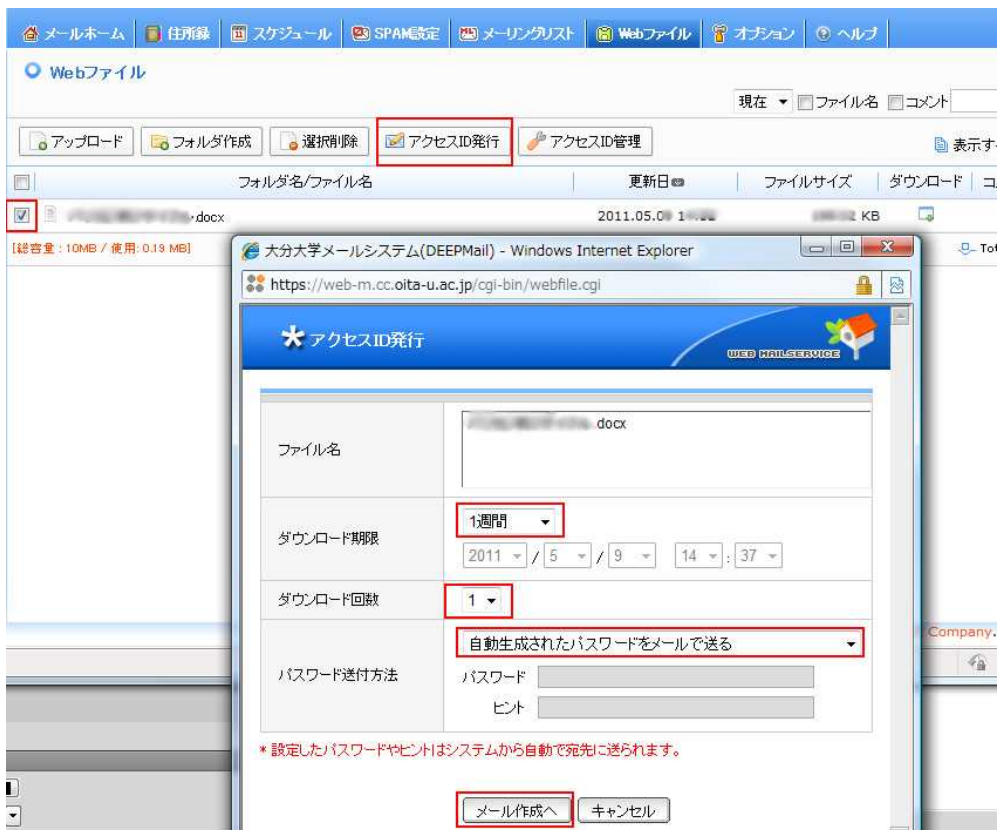 メールホーム 住所録 スケジュール SPAM設定 メーリングリスト Webファイル オプション ヘルプ
Webファイル
現在 ファイル名 コメント
アップロード フォルダ作成 選択削除 アクセスID発行 アクセスID管理 表示す
フォルダ名/ファイル名 更新日 ファイルサイズ ダウンロード コ
.docx 2011.05.0 1 KB
[総容量 : 10MB / 使用: 0.19 MB] Tot
大分大学メールシステム(DEEPMail) - Windows Internet Explorer
https://web-m.cc.oita-u.ac.jp/cgi-bin/webfile.cgi
アクセスID発行
WEB MAILSERVICE
ファイル名 .docx
ダウンロード期限 1週間
2011 / 5 / 9 14 : 37
ダウンロード回数 1
Company.
パスワード送付方法 自動生成されたパスワードをメールで送る
パスワード
ヒント
* 設定したパスワードやヒントはシステムから自動で宛先に送られます。
メール作成へ キャンセル